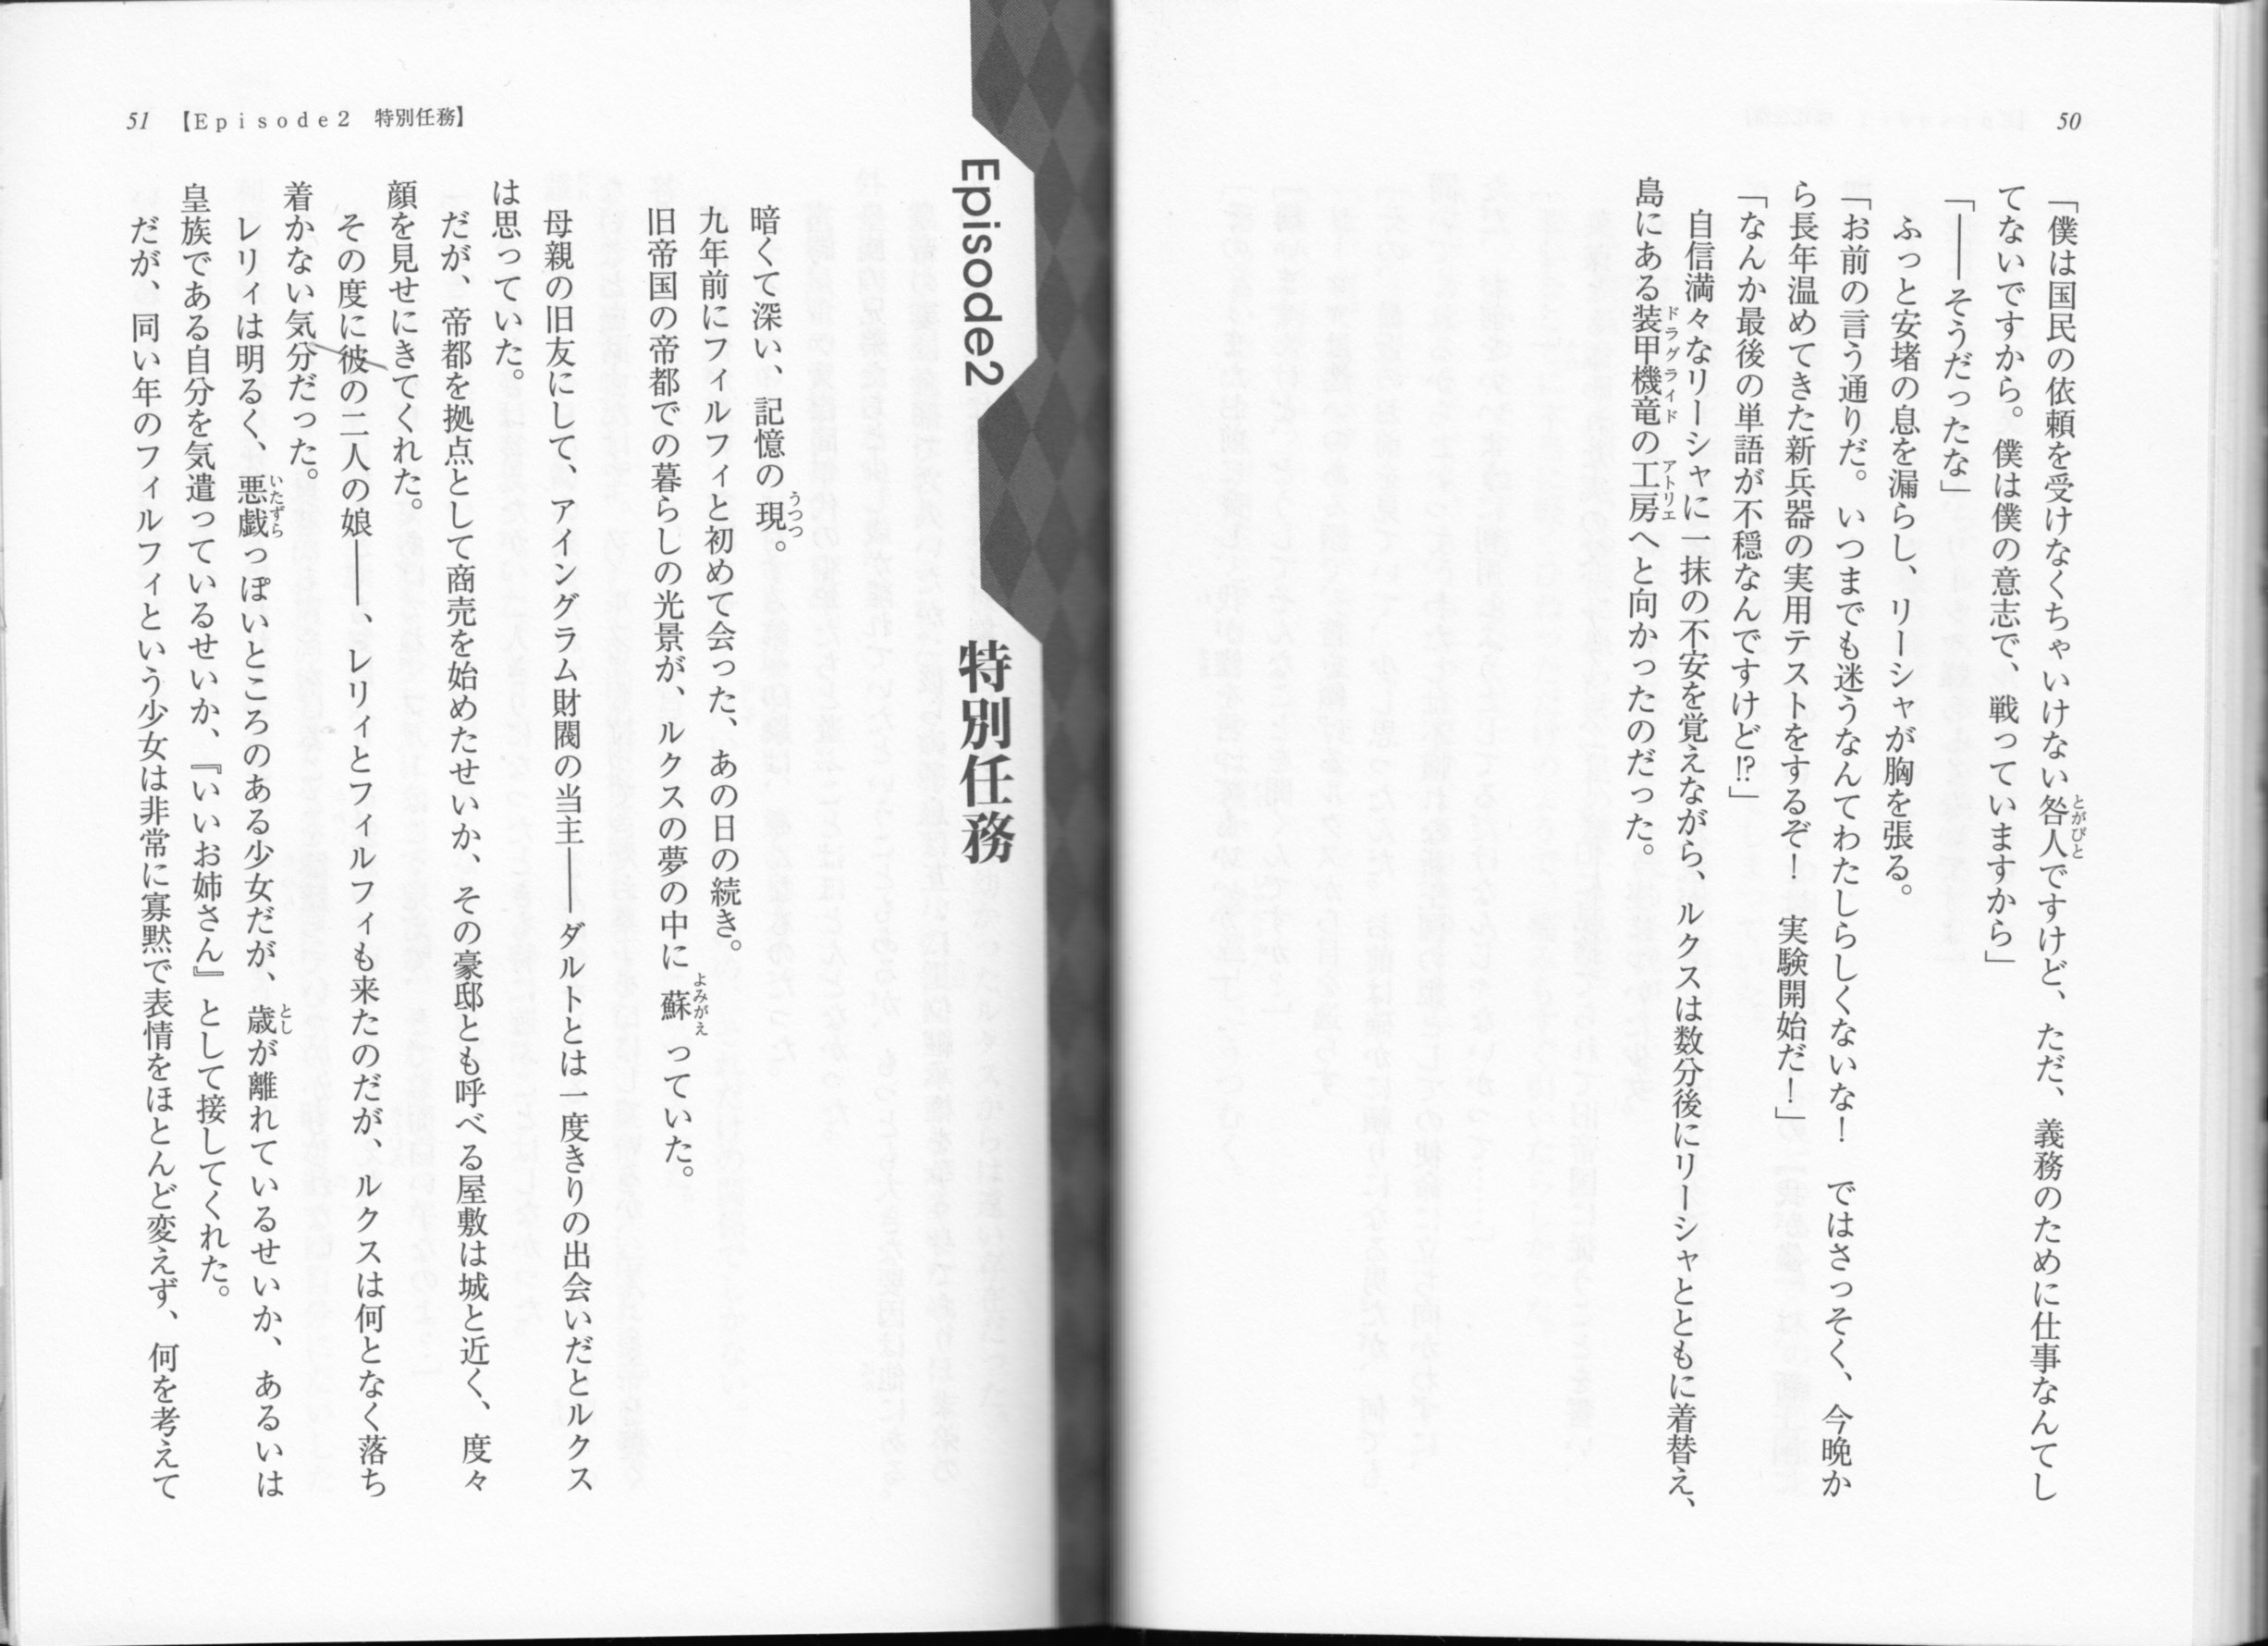 50
「僕は国民の依頼を受けなくちゃいけない咎人ですけど、ただ、義務のために仕事なんてし
てないですから。僕は僕の意志で、戦っていますから」
「――そうだったな」
ふっと安堵の息を漏らし、リーシャが胸を張る。
「お前の言う通りだ。いつまでも迷うなんてわたしらしくないな！　ではさっそく、今晩か
ら長年温めてきた新兵器の実用テストをするぞ！　実験開始だ！」
「なんか最後の単語が不穏なんですけど!?」
自信満々なリーシャに一抹の不安を覚えながら、ルクスは数分後にリーシャとともに着替え、
島にある装甲機竜の工房へと向かったのだった。
Episode2　特別任務
暗くて深い、記憶の現。
九年前にフィルフィと初めて会った、あの日の続き。
旧帝国の帝都での暮らしの光景が、ルクスの夢の中に蘇っていた。
母親の旧友にして、アイングラム財閥の当主――ダルトとは一度きりの出会いだとルクス
は思っていた。
だが、帝都を拠点として商売を始めたせいか、その豪邸とも呼べる屋敷は城と近く、度々
顔を見せにきてくれた。
その度に彼の二人の娘――、レリィとフィルフィも来たのだが、ルクスは何となく落ち
着かない気分だった。
レリィは明るく、悪戯っぽいところのある少女だが、歳が離れているせいか、あるいは
皇族である自分を気遣っているせいか、『いいお姉さん』として接してくれた。
だが、同い年のフィルフィという少女は非常に寡黙で表情をほとんど変えず、何を考えて
51 【Episode2　特別任務】